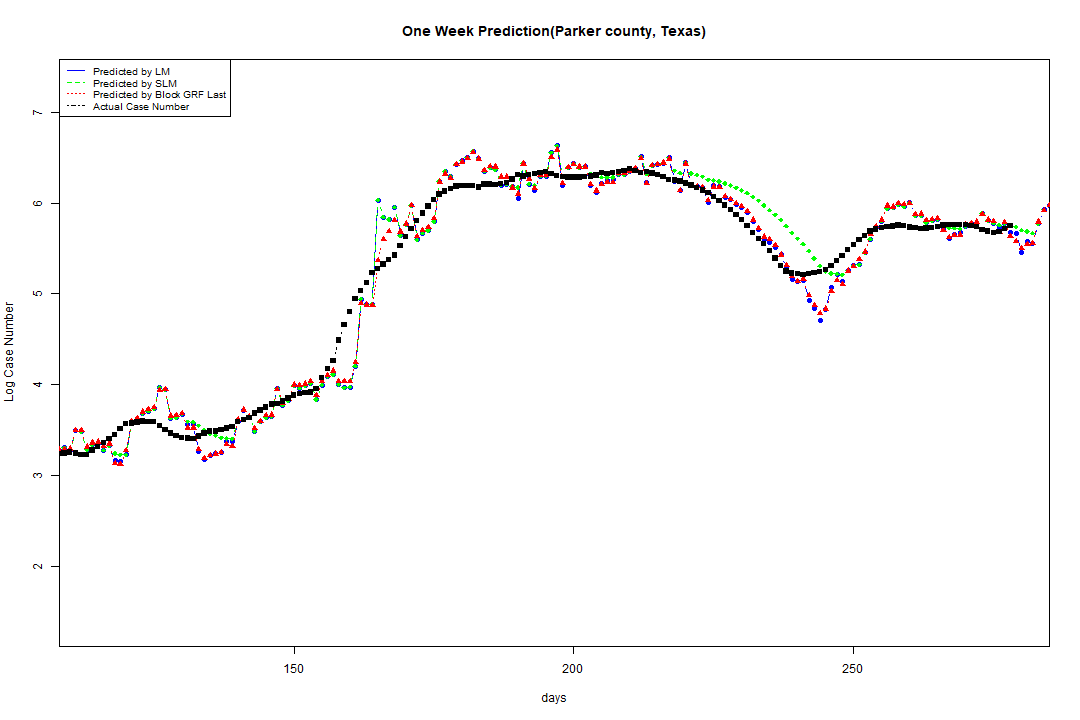 One Week Prediction(Parker county, Texas)
Predicted by LM
Predicted by SLM
Predicted by Block GRF Last
Actual Case Number
7
6
5
4
3
2
Log Case Number
150 200 250
days